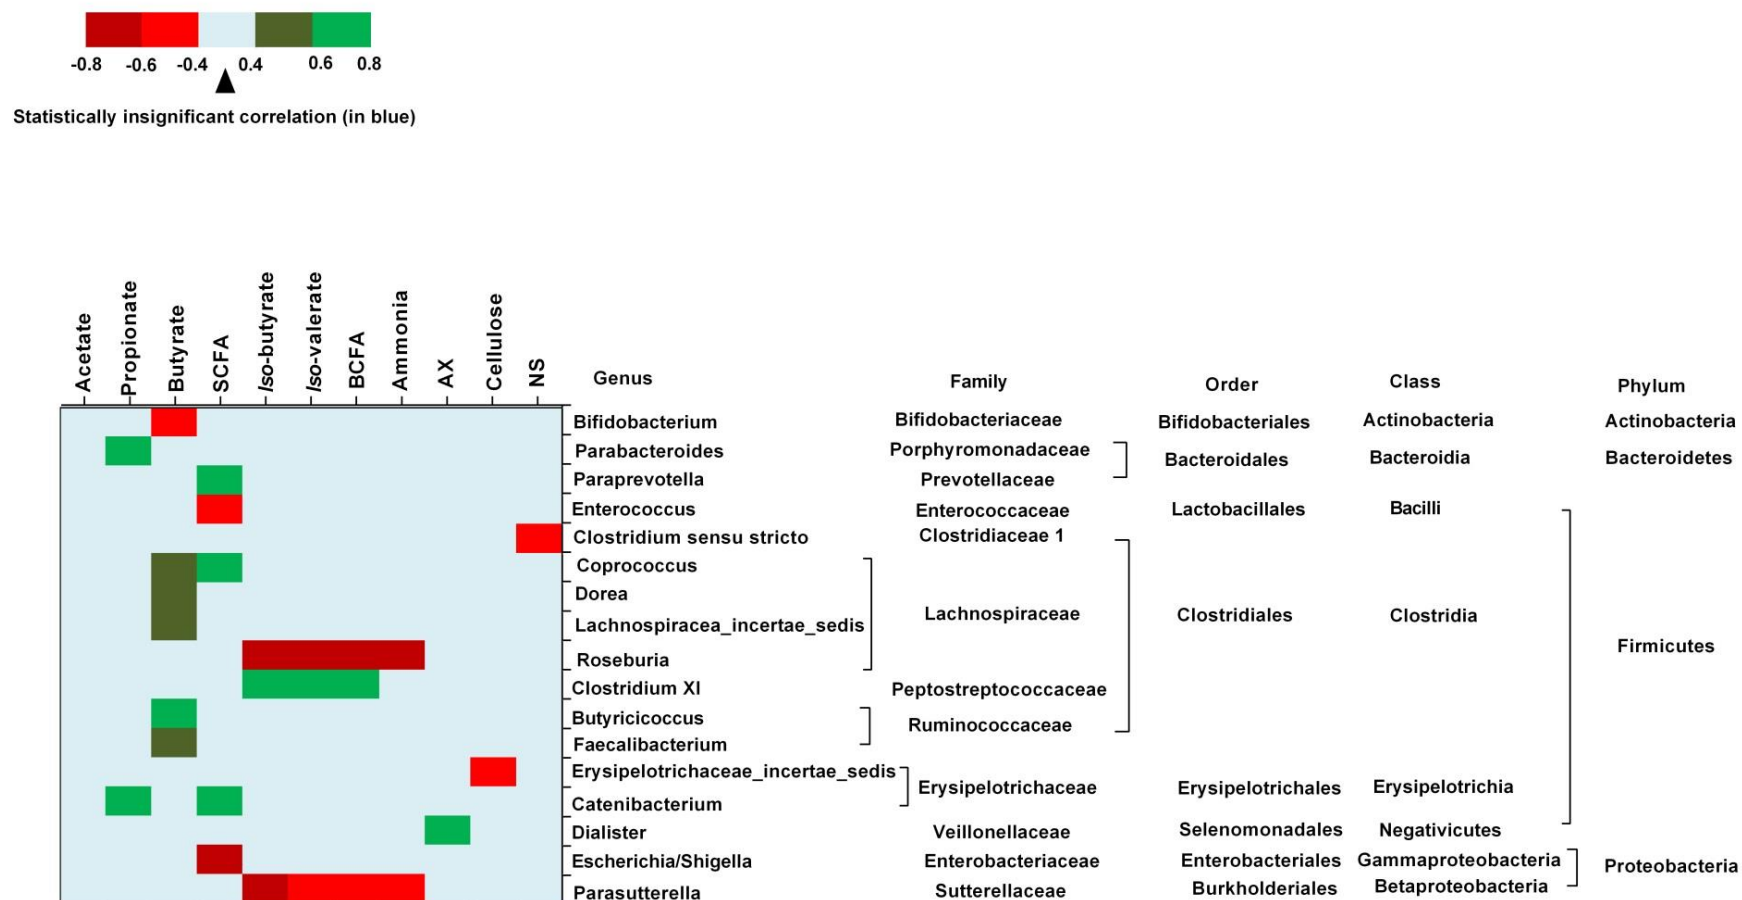 -0.8 -0.6 -0.4 0.4 0.6 0.8
Statistically insignificant correlation (in blue)
Acetate
Propionate
Butyrate
SCFA
Iso-butyrate
Iso-valerate
BCFA
Ammonia
AX
Cellulose
NS
Genus Family Order Class Phylum
Bifidobacterium Bifidobacteriaceae Bifidobacteriales Actinobacteria Actinobacteria
Parabacteroides Porphyromonadaceae
Bacteroidales Bacteroidia Bacteroidetes
Paraprevotella Prevotellaceae
Enterococcus Enterococcaceae Lactobacillales Bacilli
Clostridium sensu stricto Clostridiaceae 1
Coprococcus
Dorea
Lachnospiraceae Clostridiales Clostridia
Lachnospiracea_incertae_sedis
Firmicutes
Roseburia
Clostridium XI Peptostreptococcaceae
Butyricicoccus
Ruminococcaceae
Faecalibacterium
Erysipelotrichaceae_incertae_sedis
Erysipelotrichaceae Erysipelotrichales Erysipelotrichia
Catenibacterium
Dialister Veillonellaceae Selenomonadales Negativicutes
Escherichia/Shigella Enterobacteriaceae Enterobacteriales Gammaproteobacteria
Proteobacteria
Parasutterella Sutterellaceae Burkholderiales Betaproteobacteria